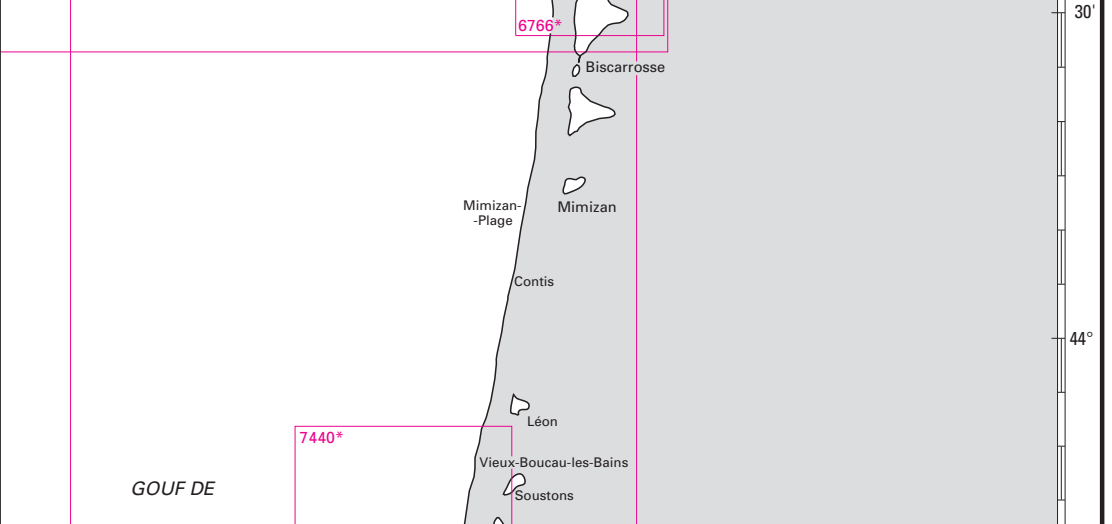 30'
6766*
Biscarrosse
Mimizan-
-Plage
Mimizan
Contis
44°
Léon
7440*
Vieux-Boucau-les-Bains
GOUF DE
Soustons